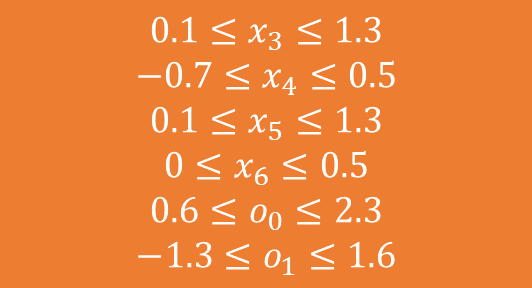 0.1 ≤ x₃ ≤ 1.3
−0.7 ≤ x₄ ≤ 0.5
0.1 ≤ x₅ ≤ 1.3
0 ≤ x₆ ≤ 0.5
0.6 ≤ o₀ ≤ 2.3
−1.3 ≤ o₁ ≤ 1.6